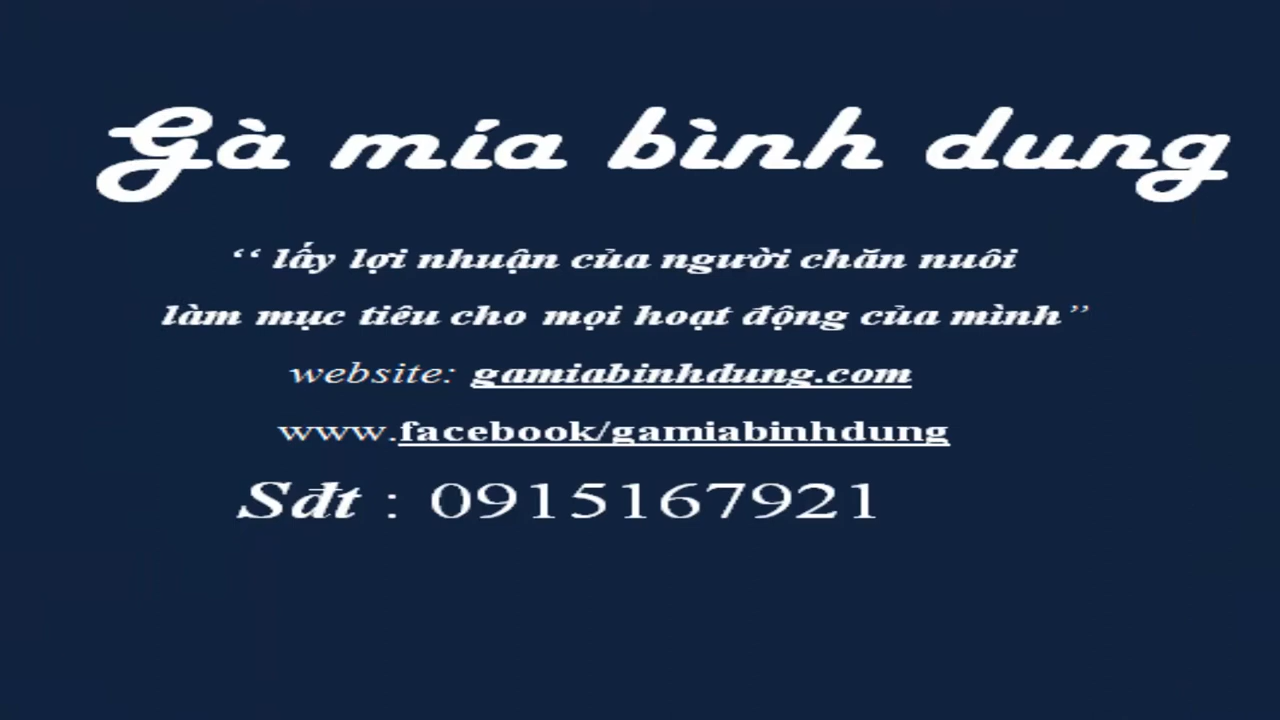 Gà mía bình dung
‘‘ lấy lợi nhuận của người chăn nuôi
làm mục tiêu cho mọi hoạt động của mình”
website: gamiabinhdung.com
www.facebook/gamiabinhdung
Sđt : 0915167921